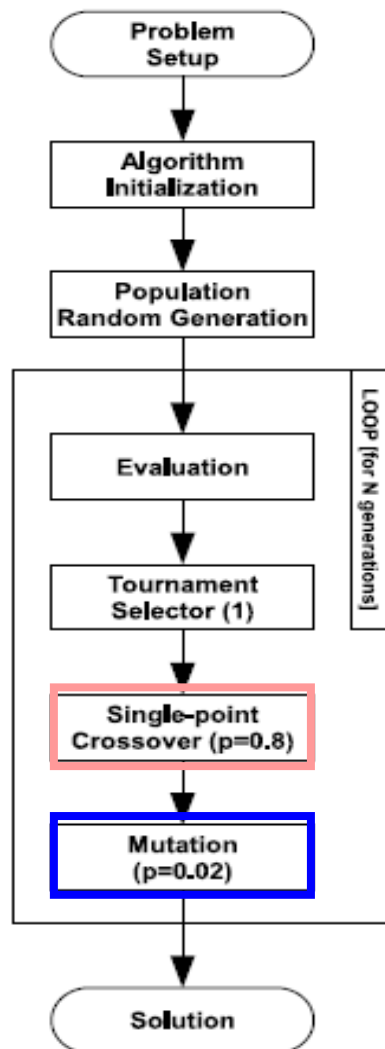 Problem
Setup
Algorithm
Initialization
Population
Random Generation
LOOP [for N generations]
Evaluation
Tournament
Selector (1)
Single-point
Crossover (p=0.8)
Mutation
(p=0.02)
Solution